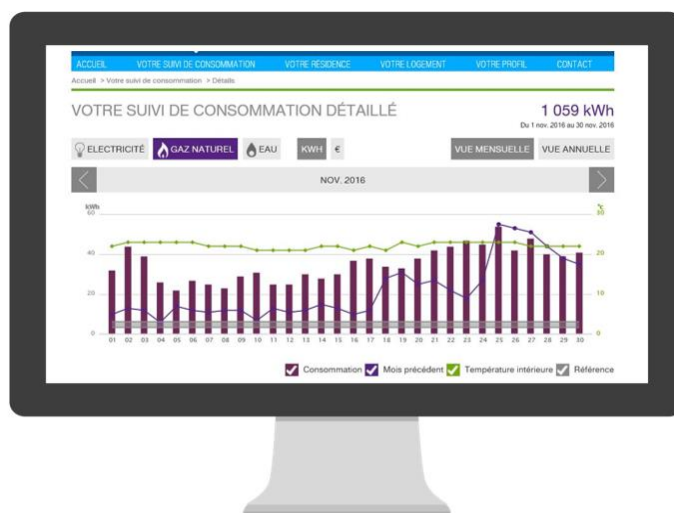 ACCUEIL VOTRE SUIVI DE CONSOMMATION VOTRE RÉSIDENCE VOTRE LOGEMENT VOTRE PROFIL CONTACT
Accueil > Votre suivi de consommation > Détails
VOTRE SUIVI DE CONSOMMATION DÉTAILLÉ 1 059 kWh
Du 1 nov. 2016 au 30 nov. 2016
ELECTRICITÉ GAZ NATUREL EAU KWH € VUE MENSUELLE VUE ANNUELLE
NOV. 2016
kWh °C
60 30
40 20
20 10
0 0
01 02 03 04 05 06 07 08 09 10 11 12 13 14 15 16 17 18 19 20 21 22 23 24 25 26 27 28 29 30
Consommation Mois précédent Température intérieure Référence